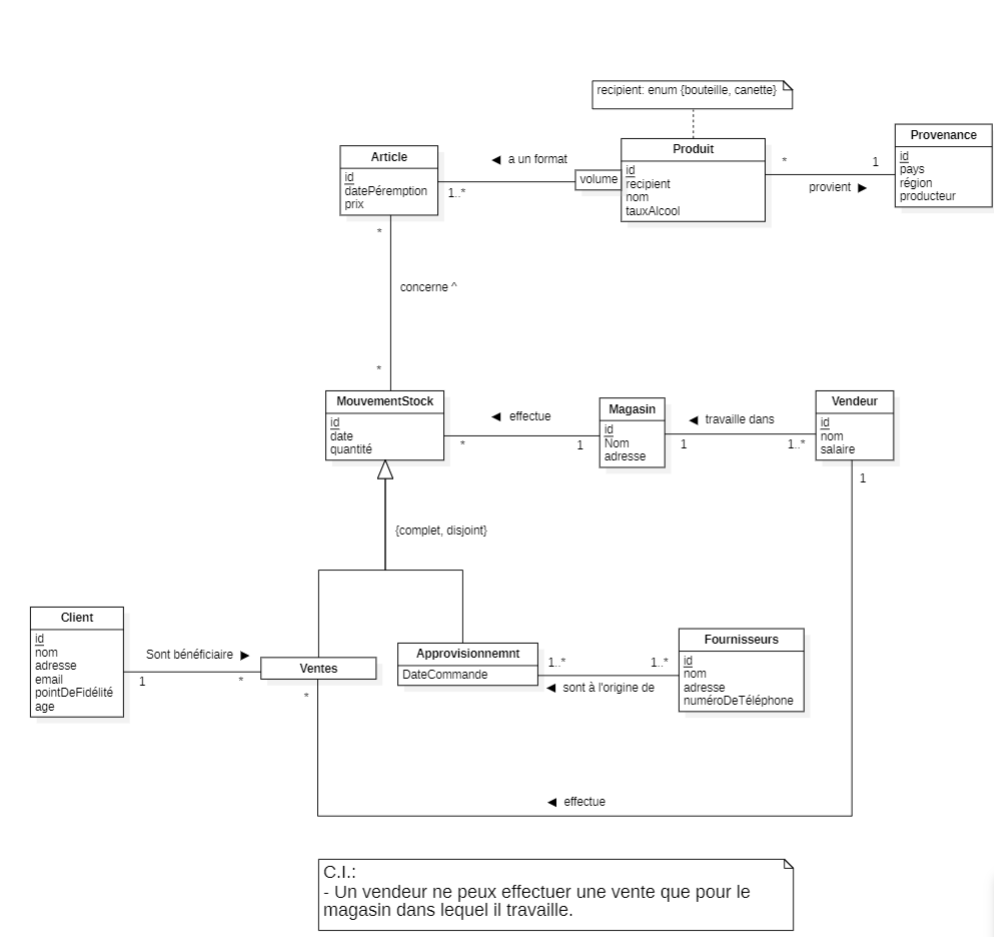 recipient: enum {bouteille, canette}
Provenance
id
pays
région
producteur
Produit
id
recipient
nom
tauxAlcool
volume
* 1
provient ►
◄ a un format
1..*
Article
id
datePéremption
prix
*
concerne ^
*
MouvementStock
id
date
quantité
◄ effectue
* 1
Magasin
id
Nom
adresse
◄ travaille dans
1 1..*
Vendeur
id
nom
salaire
1
{complet, disjoint}
Client
id
nom
adresse
email
pointDeFidélité
age
Sont bénéficiaire ►
1 *
Ventes
*
Approvisionnemnt
DateCommande
1..* 1..*
◄ sont à l'origine de
Fournisseurs
id
nom
adresse
numéroDeTéléphone
◄ effectue
C.I.:
- Un vendeur ne peux effectuer une vente que pour le
magasin dans lequel il travaille.